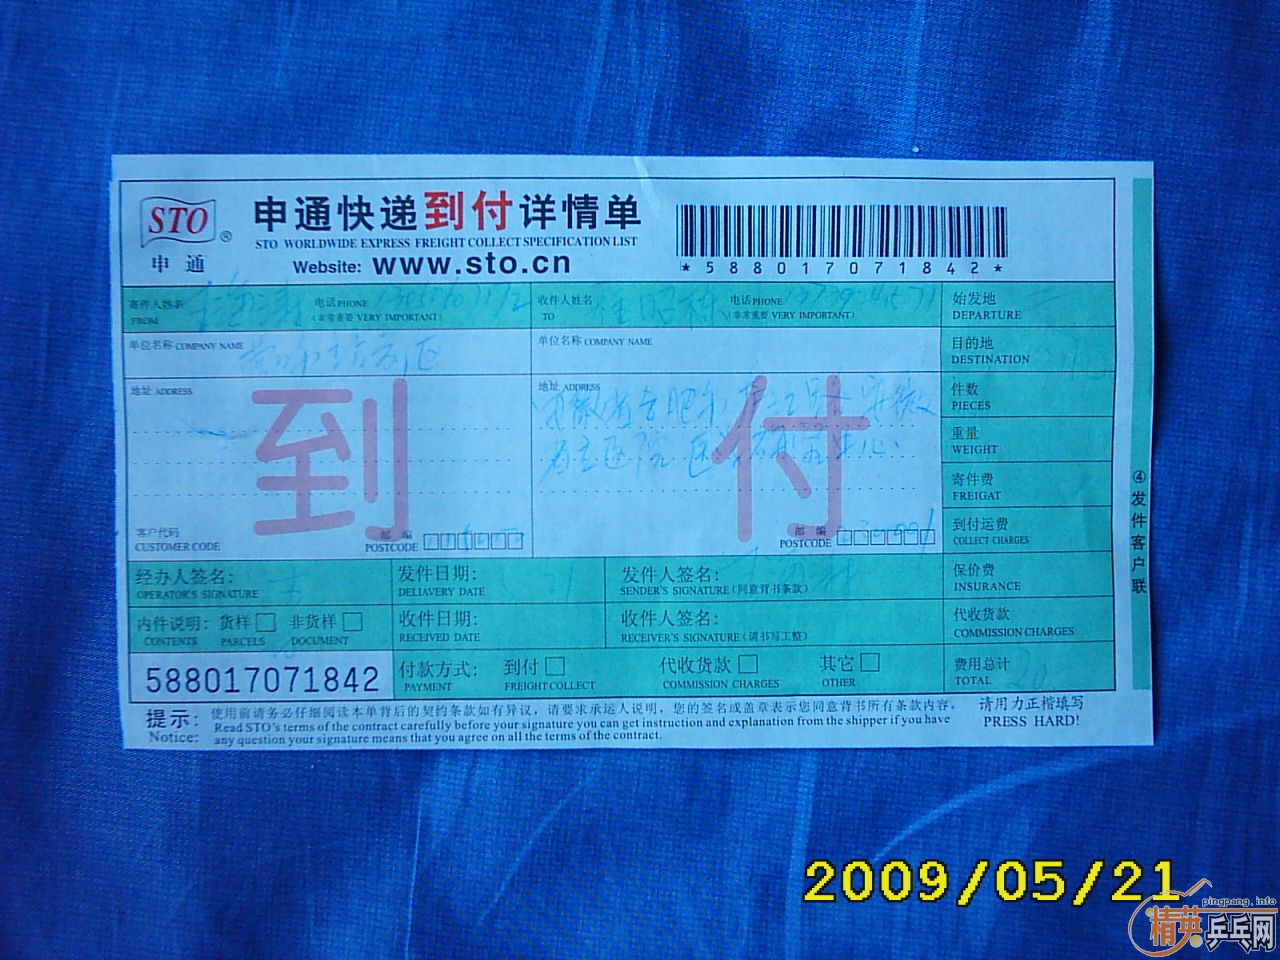 STO ®
申通
申通快递到付详情单
STO WORLDWIDE EXPRESS FREIGHT COLLECT SPECIFICATION LIST
Website: www.sto.cn
*588017071842*
寄件人姓名 FROM
电话PHONE
(非常重要 VERY IMPORTANT)
收件人姓名 TO
电话PHONE
(非常重要 VERY IMPORTANT)
始发地
DEPARTURE
单位名称 COMPANY NAME
单位名称 COMPANY NAME
目的地
DESTINATION
地址 ADDRESS
地址 ADDRESS
安徽省合肥市
到付
件数
PIECES
重量
WEIGHT
寄件费
FREIGAT
到付运费
COLLECT CHARGES
客户代码
CUSTOMER CODE
邮编
POSTCODE
邮编
POSTCODE
经办人签名:
OPERATOR'S SIGNATURE
发件日期:
DELIAVERY DATE
发件人签名:
SENDER'S SIGNATURE(同意背书条款)
保价费
INSURANCE
内件说明: 货样 非货样
CONTENTS PARCELS DOCUMENT
收件日期:
RECEIVED DATE
收件人签名:
RECEIVER'S SIGNATURE(请书写工整)
代收货款
COMMISSION CHARGES
588017071842
付款方式: 到付 代收货款 其它
PAYMENT FREIGHT COLLECT COMMISSION CHARGES OTHER
费用总计
TOTAL
提示: 使用前请务必仔细阅读本单背后的契约条款如有异议，请要求承运人说明，您的签名或盖章表示您同意背书所有条款内容。
Notice: Read STO's terms of the contract carefully before your signature you can get instruction and explanation from the shipper if you have
any question your signature means that you agree on all the terms of the contract.
请用力正楷填写
PRESS HARD!
④发件客户联
2009/05/21
pingpang.info
精英乒乓网